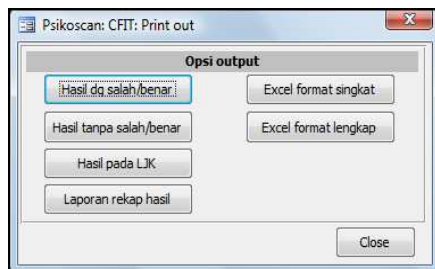 Psikoscan: CFIT: Print out
Opsi output
Hasil dg salah/benar
Excel format singkat
Hasil tanpa salah/benar
Excel format lengkap
Hasil pada LJK
Laporan rekap hasil
Close